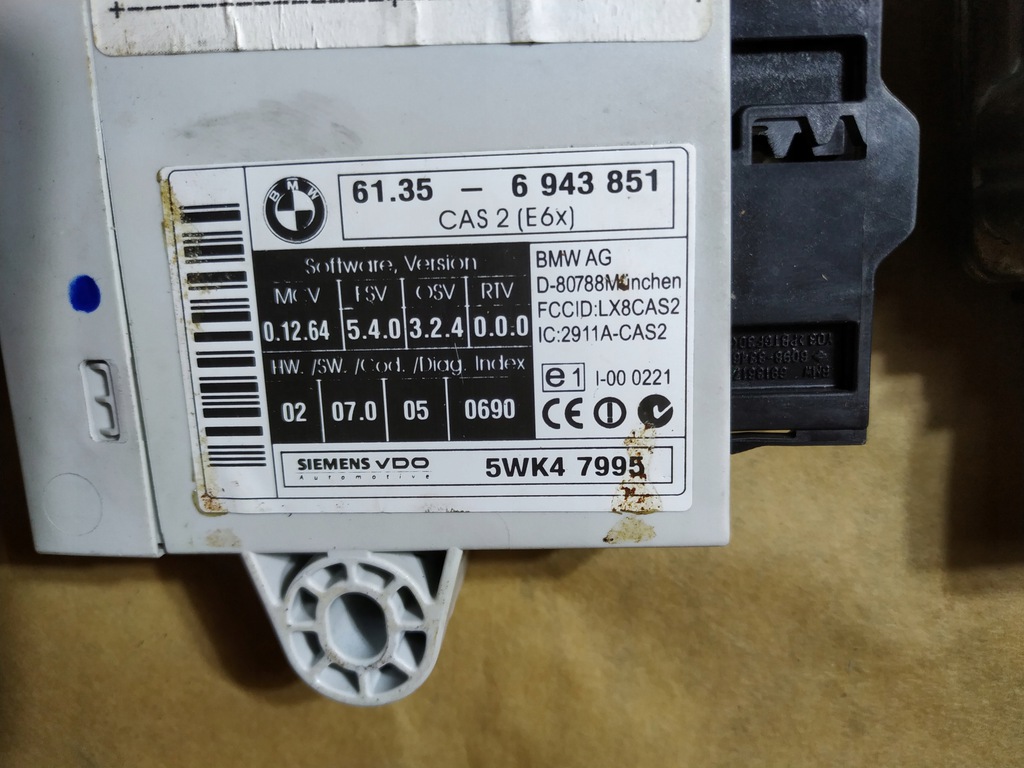 BMW
61.35 – 6 943 851
CAS 2 (E6x)
Software, Version
MCV FSV OSV RTV
0.12.64 5.4.0 3.2.4 0.0.0
HW. /SW. /Cod. /Diag. Index
02 07.0 05 0690
BMW AG
D-80788München
FCCID:LX8CAS2
IC:2911A-CAS2
e1 I-00 0221
CE
SIEMENS VDO
Automotive
5WK4 7995